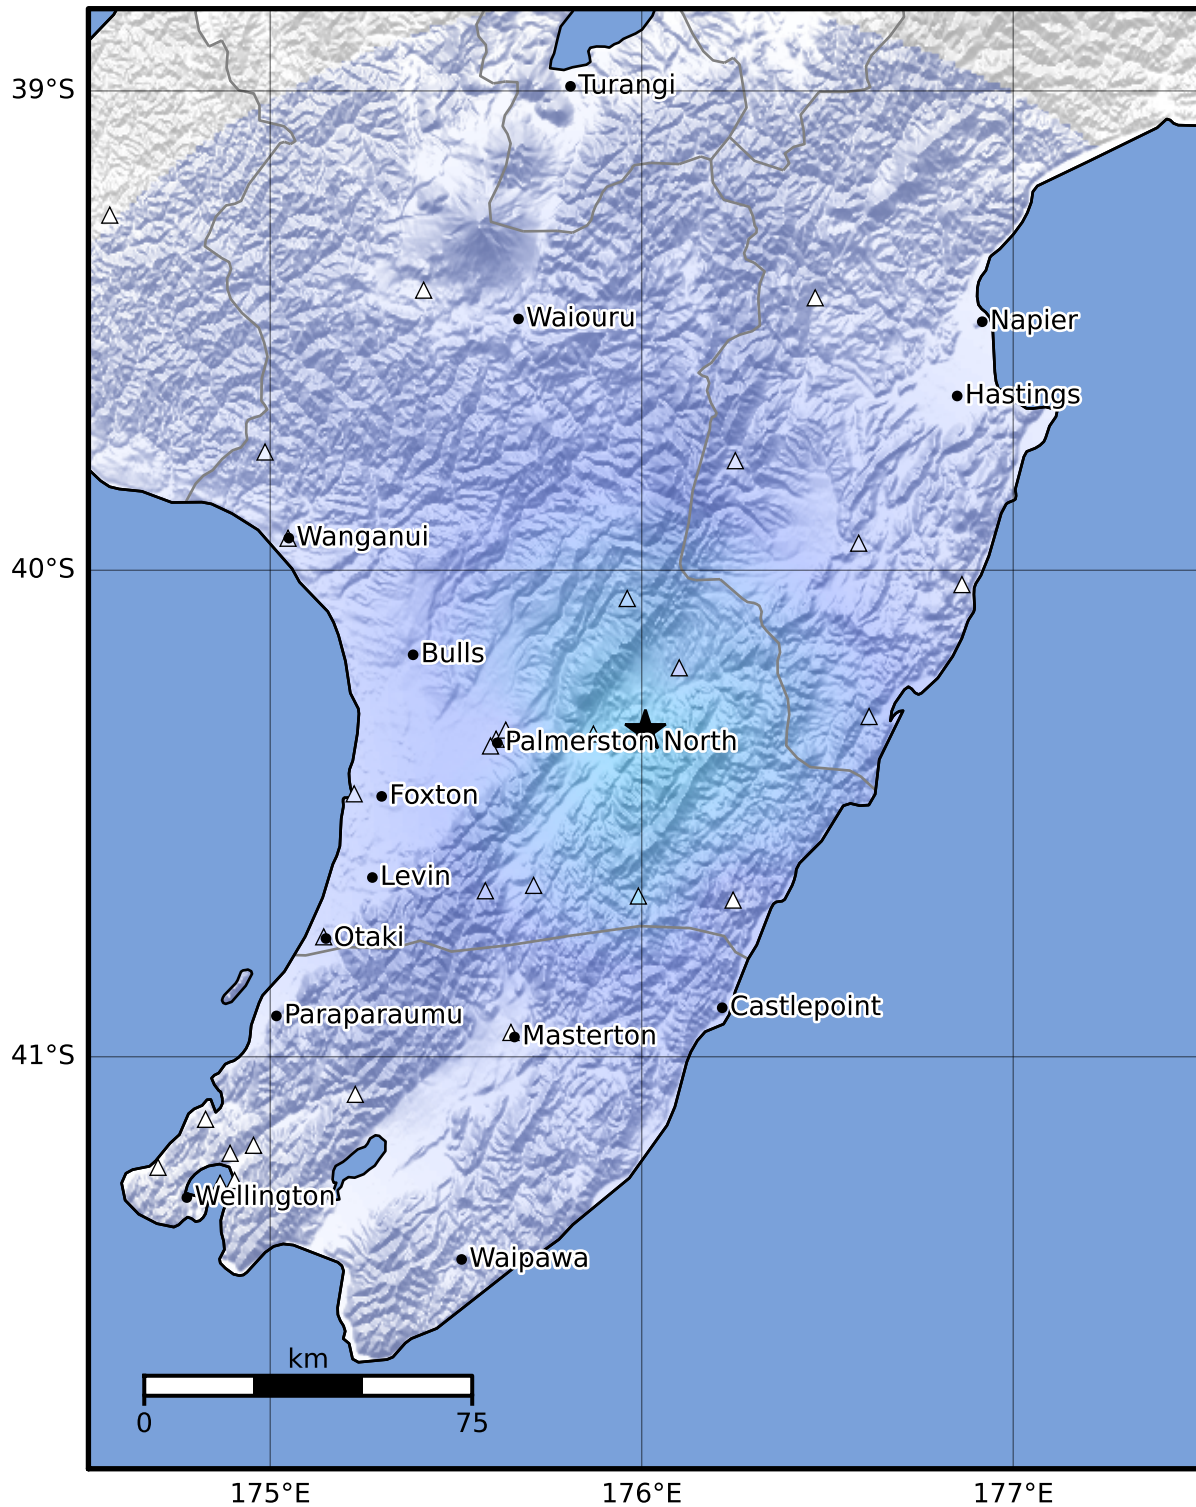 39°S
Turangi
Waiouru
Napier
Hastings
Wanganui
40°S
Bulls
Palmerston North
Foxton
Levin
Otaki
Castlepoint
Paraparaumu
Masterton
41°S
Wellington
Waipawa
km
0 75
175°E 176°E 177°E